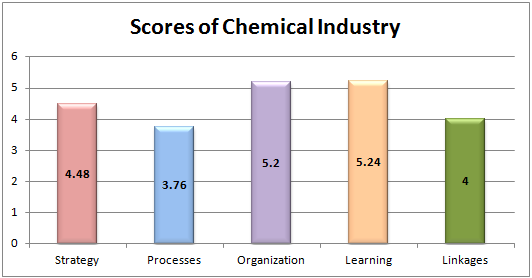 Scores of Chemical Industry
6
5
4
3
2
1
0
4.48
3.76
5.2
5.24
4
Strategy
Processes
Organization
Learning
Linkages